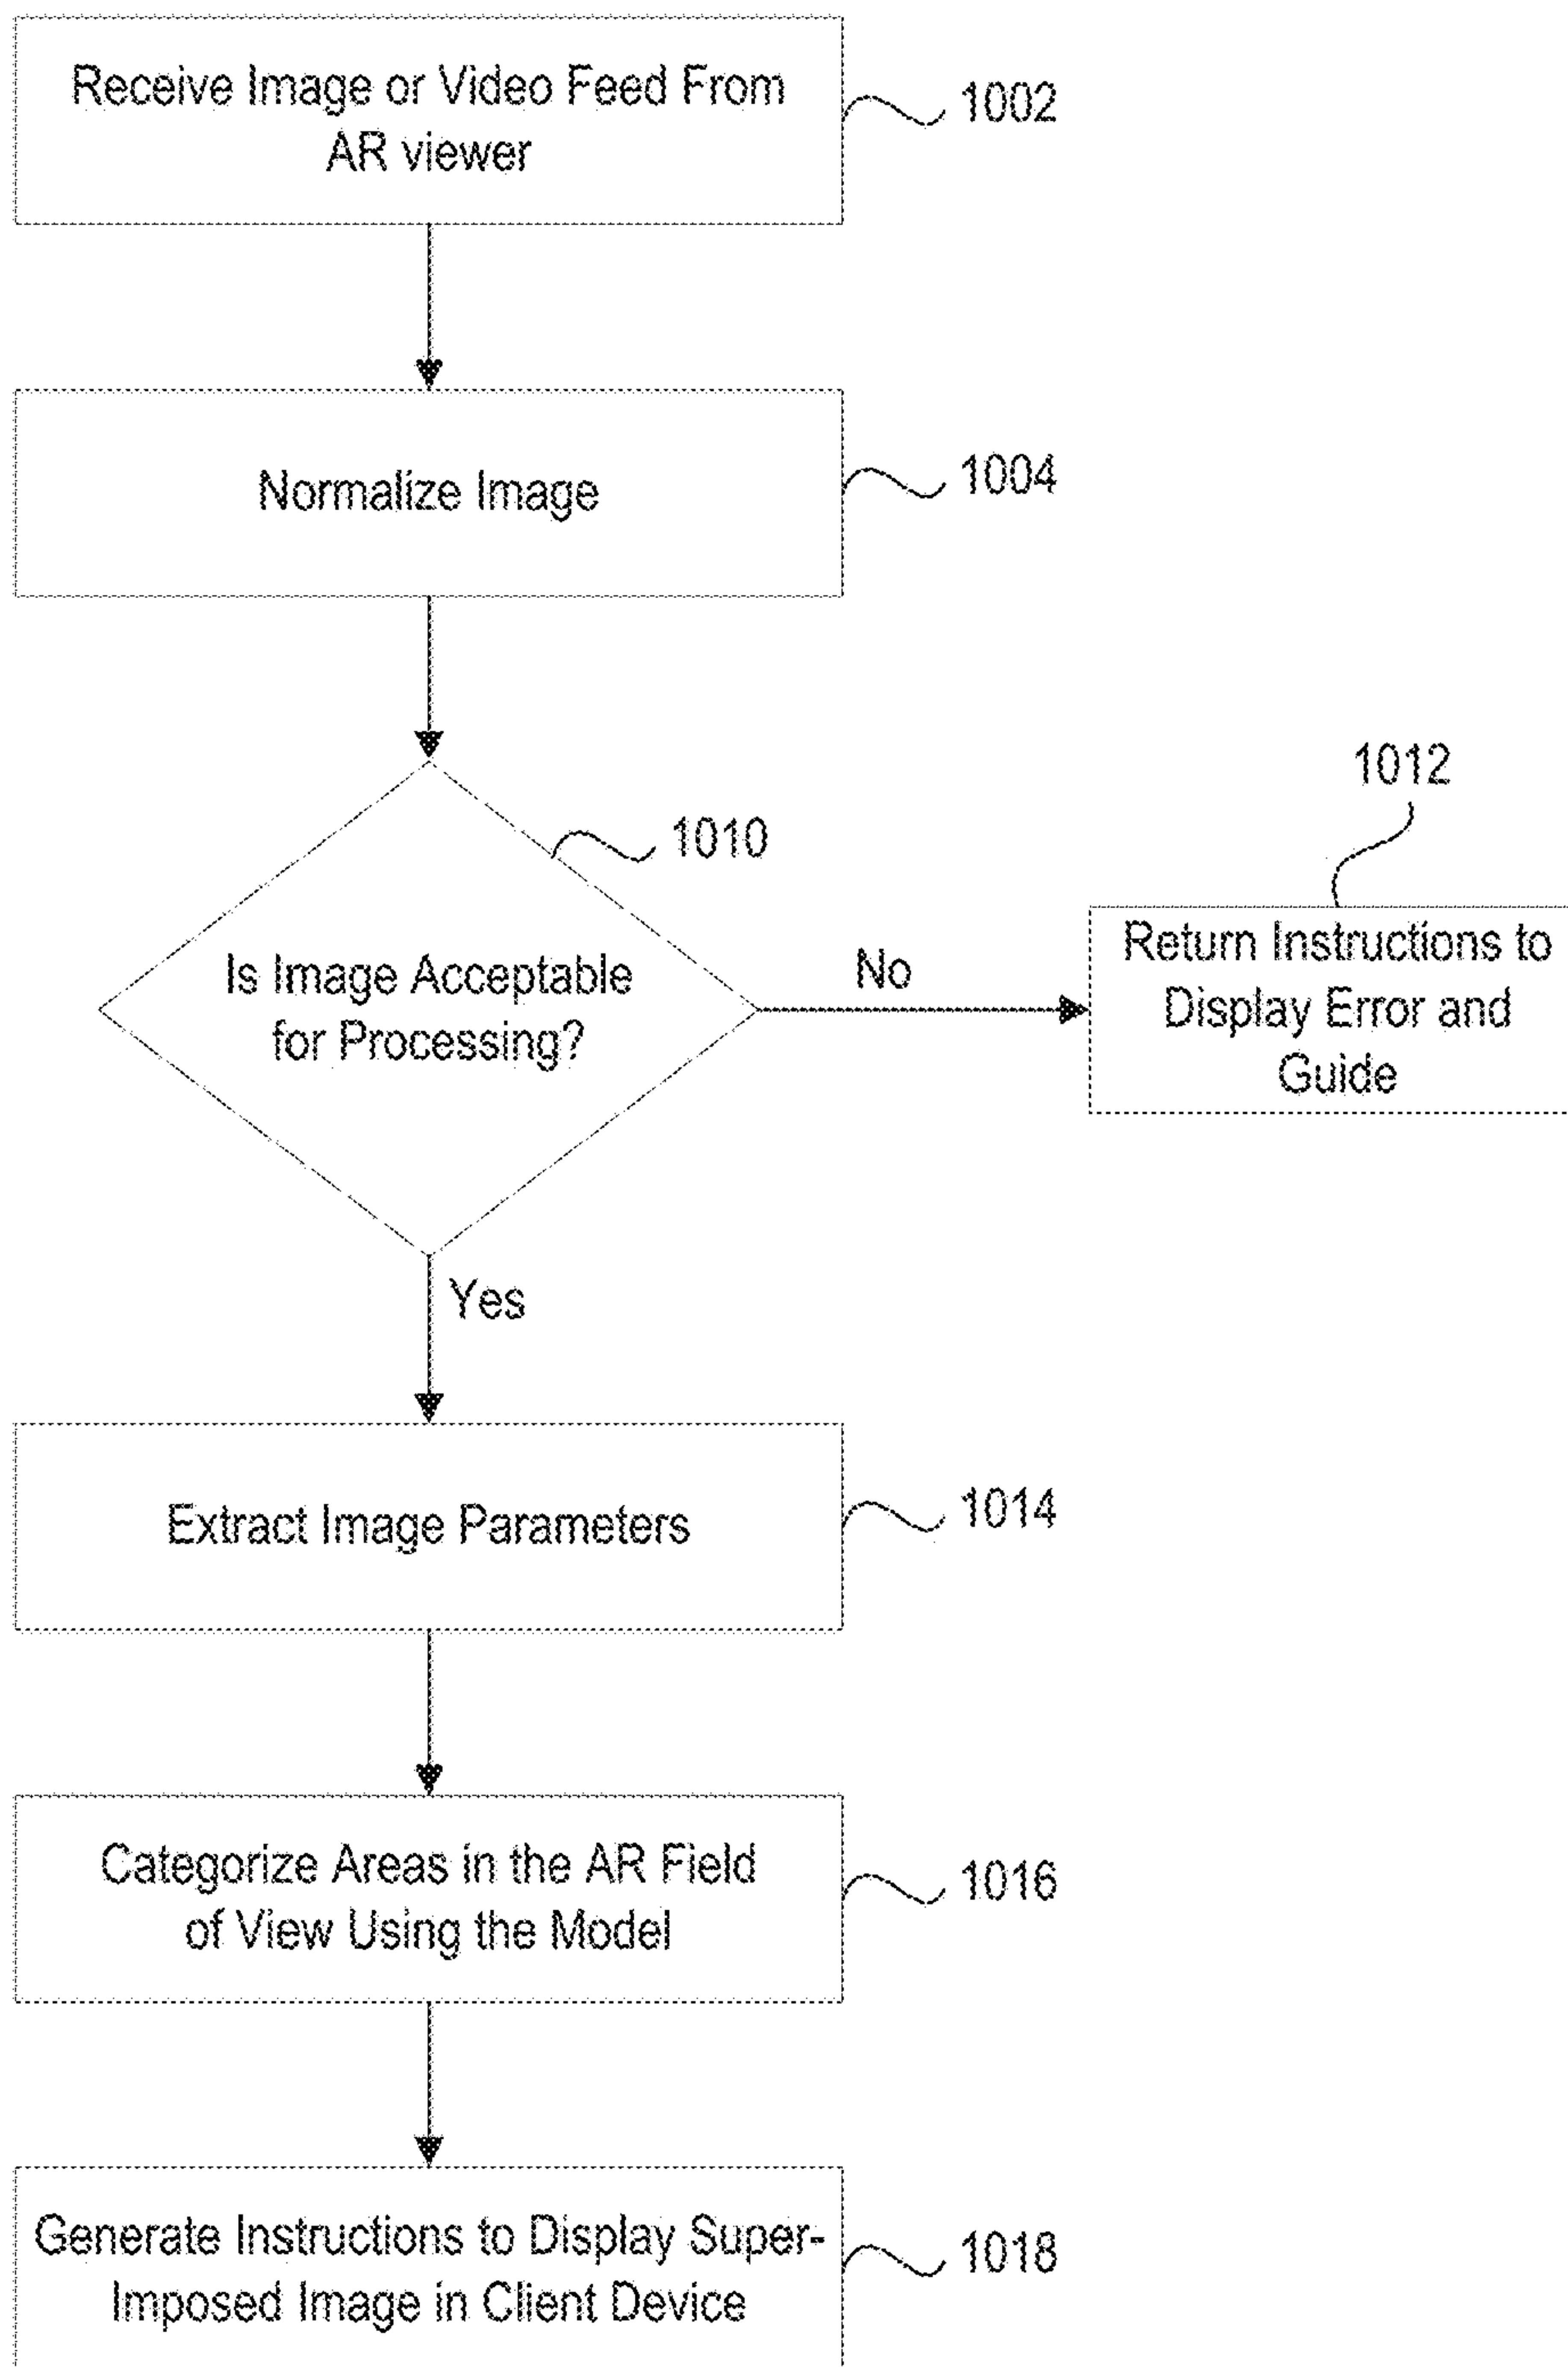 Receive Image or Video Feed From
AR viewer
1002
Normalize Image
1004
1010
Is Image Acceptable
for Processing?
No
1012
Return Instructions to
Display Error and
Guide
Yes
Extract Image Parameters
1014
Categorize Areas in the AR Field
of View Using the Model
1016
Generate Instructions to Display Super-
Imposed Image in Client Device
1018